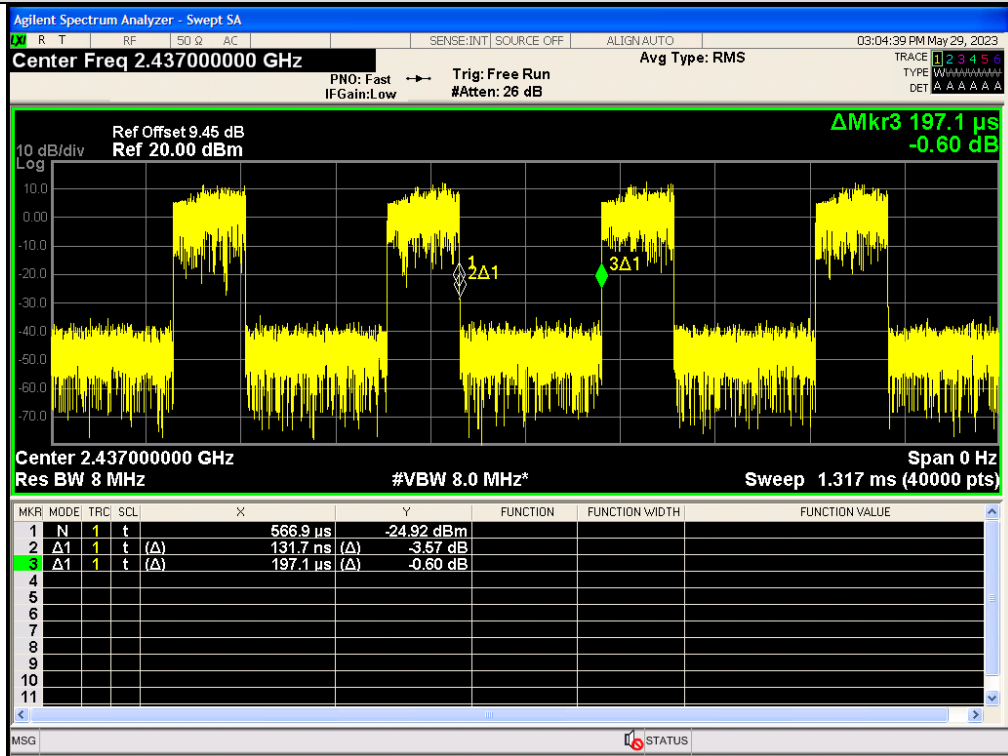 Agilent Spectrum Analyzer - Swept SA
LXI R T RF 50 Ω AC SENSE:INT SOURCE OFF ALIGN AUTO 03:04:39 PM May 29, 2023
Center Freq 2.437000000 GHz
PNO: Fast
IFGain:Low
Trig: Free Run
#Atten: 26 dB
Avg Type: RMS
TRACE 1 2 3 4 5 6
TYPE W
DET A A A A A A
ΔMkr3 197.1 µs
-0.60 dB
Ref Offset 9.45 dB
10 dB/div Ref 20.00 dBm
Log
10.0
0.00
-10.0
-20.0
-30.0
-40.0
-50.0
-60.0
-70.0
1
2Δ1
3Δ1
Center 2.437000000 GHz Span 0 Hz
Res BW 8 MHz #VBW 8.0 MHz* Sweep 1.317 ms (40000 pts)
MKR MODE TRC SCL X Y FUNCTION FUNCTION WIDTH FUNCTION VALUE
1 N 1 t 566.9 µs -24.92 dBm
2 Δ1 1 t (Δ) 131.7 ns (Δ) -3.57 dB
3 Δ1 1 t (Δ) 197.1 µs (Δ) -0.60 dB
4
5
6
7
8
9
10
11
MSG STATUS